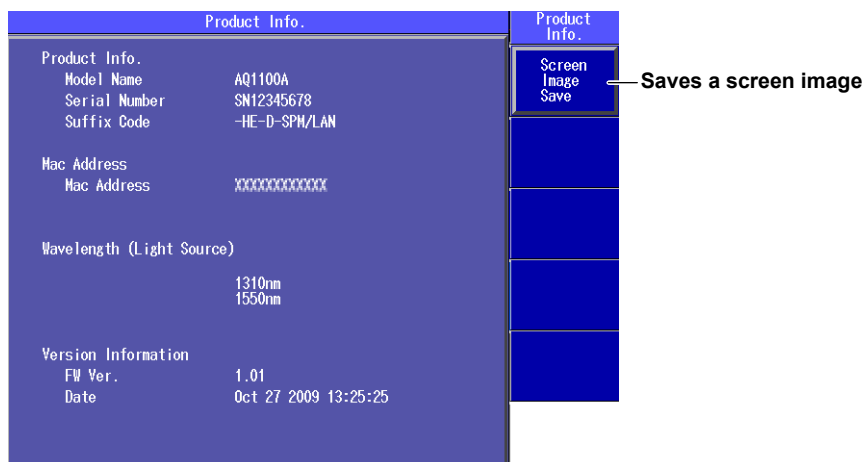 Product Info.
Product Info.
Model Name AQ1100A
Serial Number SN12345678
Suffix Code -HE-D-SPM/LAN
Mac Address
Mac Address XXXXXXXXXXXX
Wavelength (Light Source)
1310nm
1550nm
Version Information
FW Ver. 1.01
Date Oct 27 2009 13:25:25
Product
Info.
Screen
Image
Save
Saves a screen image